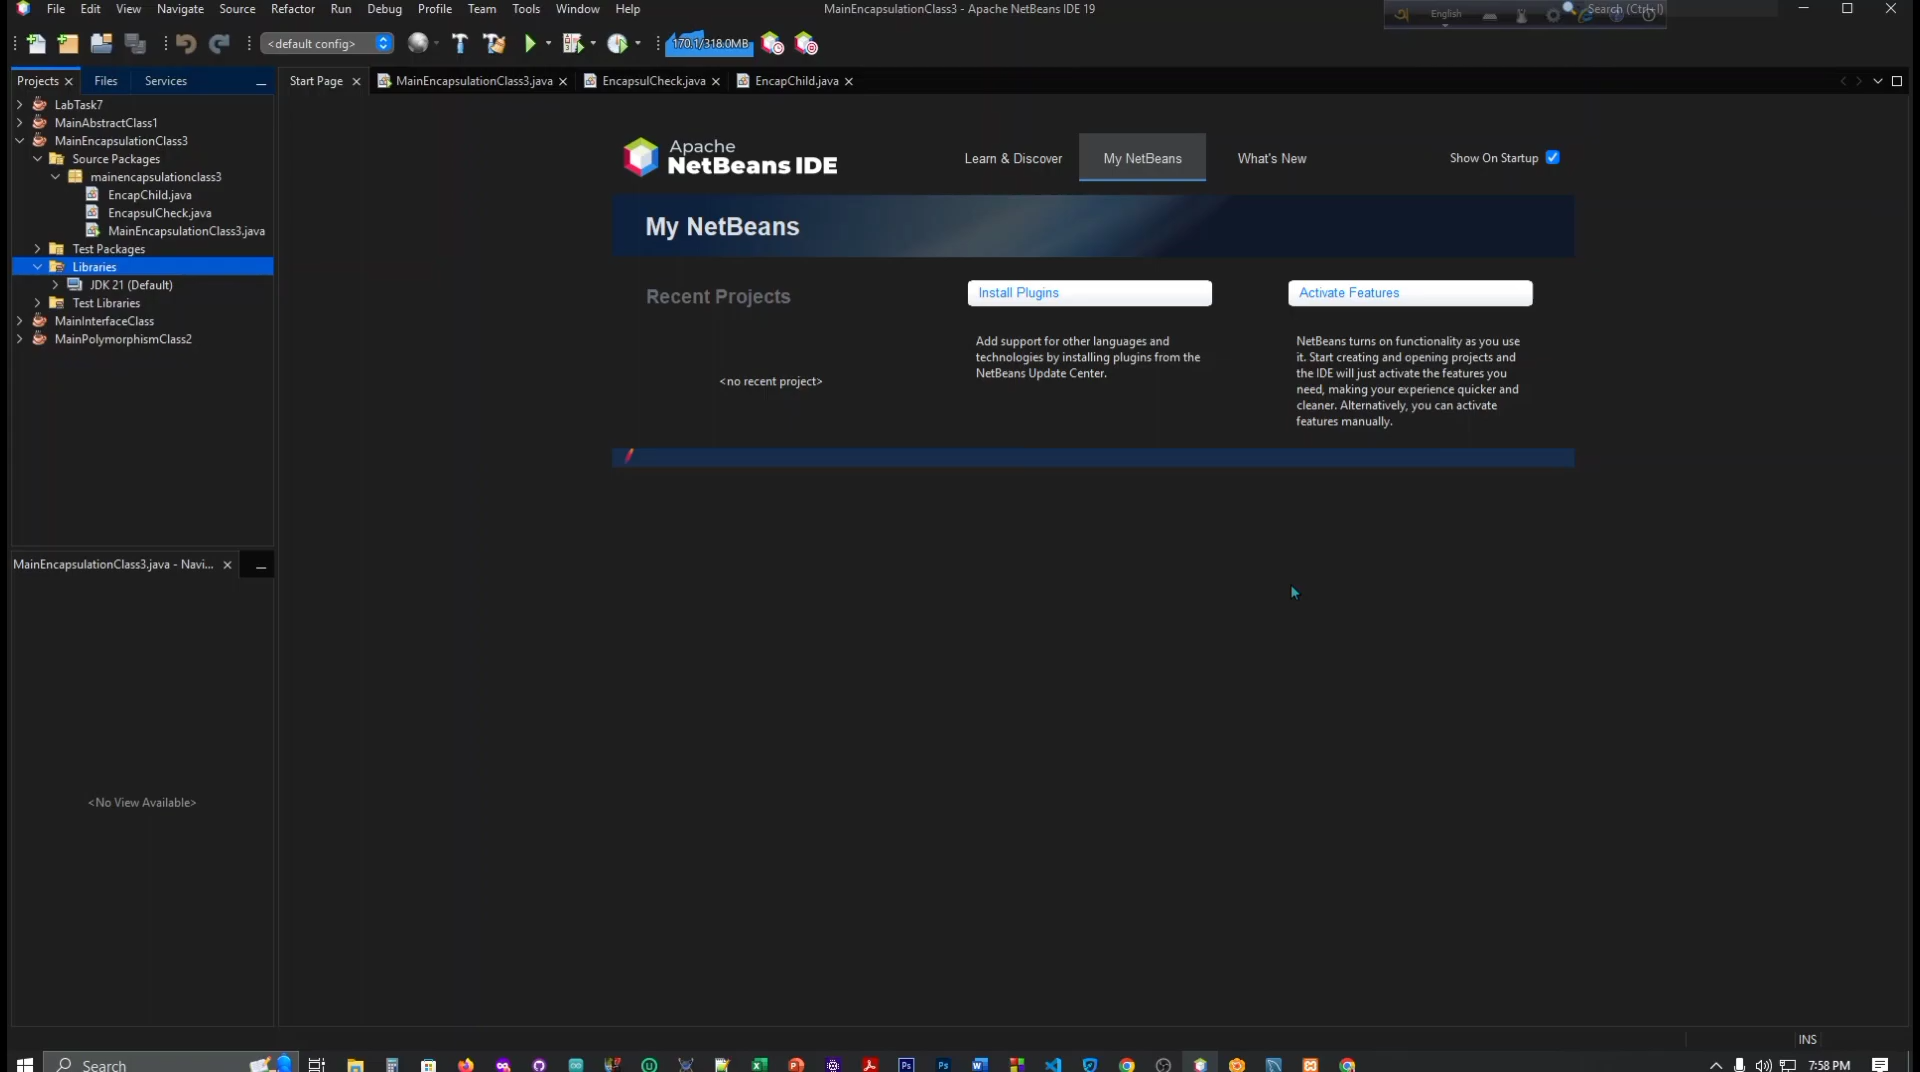 File Edit View Navigate Source Refactor Run Debug Profile Team Tools Window Help
MainEncapsulationClass3 - Apache NetBeans IDE 19
English
Search (Ctrl+I)
<default config>
170.1/318.0MB
Projects Files Services
Start Page MainEncapsulationClass3.java EncapsulCheck.java EncapChild.java
LabTask7
MainAbstractClass1
MainEncapsulationClass3
Source Packages
mainencapsulationclass3
EncapChild.java
EncapsulCheck.java
MainEncapsulationClass3.java
Test Packages
Libraries
JDK 21 (Default)
Test Libraries
MainInterfaceClass
MainPolymorphismClass2
Apache
NetBeans IDE
Learn & Discover My NetBeans What's New
Show On Startup
My NetBeans
Recent Projects
<no recent project>
Install Plugins
Add support for other languages and
technologies by installing plugins from the
NetBeans Update Center.
Activate Features
NetBeans turns on functionality as you use
it. Start creating and opening projects and
the IDE will just activate the features you
need, making your experience quicker and
cleaner. Alternatively, you can activate
features manually.
MainEncapsulationClass3.java - Navi...
<No View Available>
INS
Search
7:58 PM